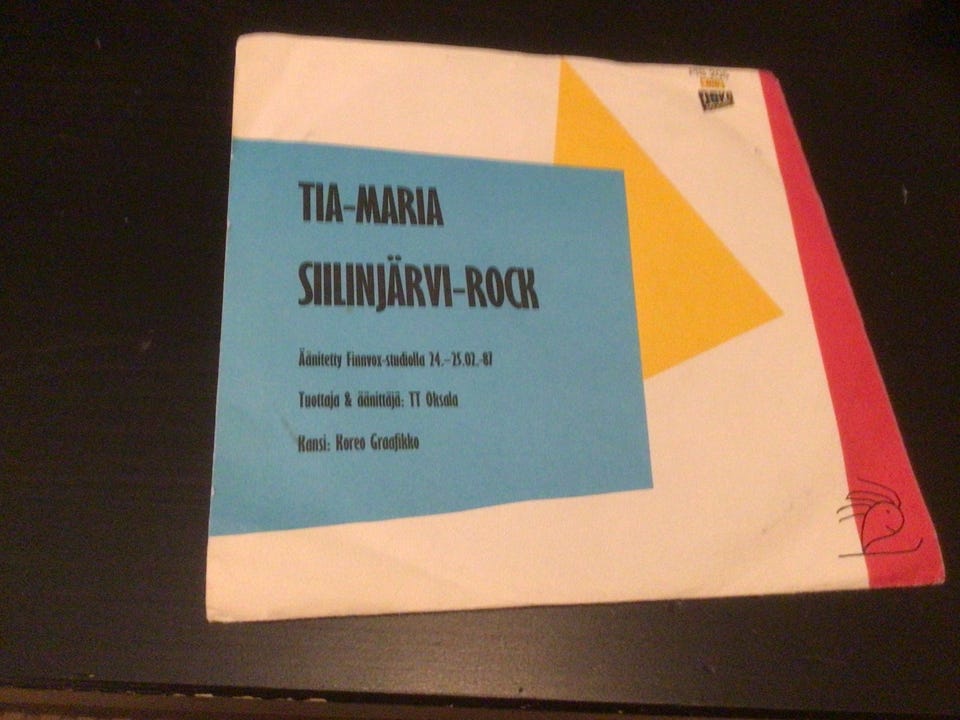 TIA-MARIA
SIILINJÄRVI-ROCK
Äänitetty Finnvox-studiolla 24.-25.02.-87
Tuottaja & äänittäjä: TT Oksala
Kansi: Koreo Graafikko